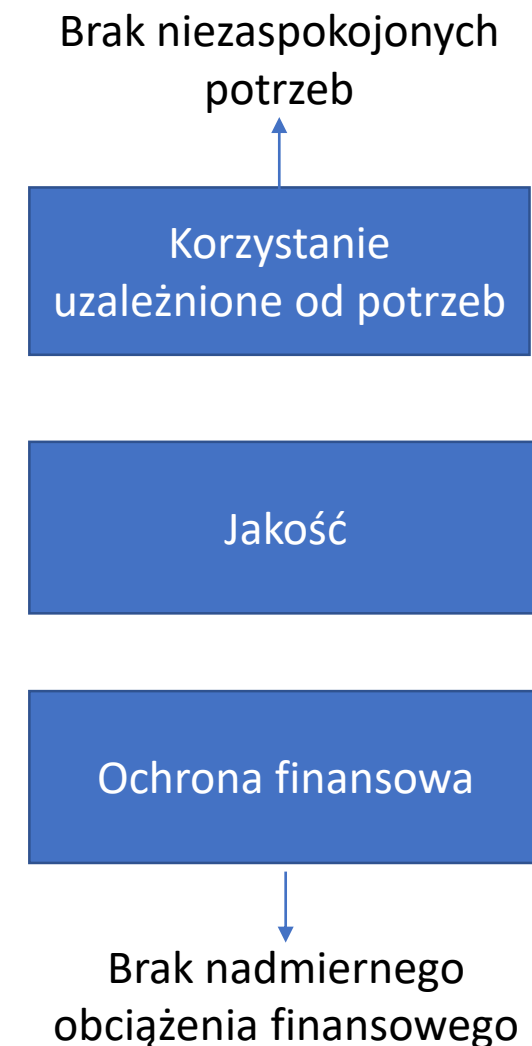 Brak niezaspokojonych
potrzeb
Korzystanie
uzależnione od potrzeb
Jakość
Ochrona finansowa
Brak nadmiernego
obciążenia finansowego